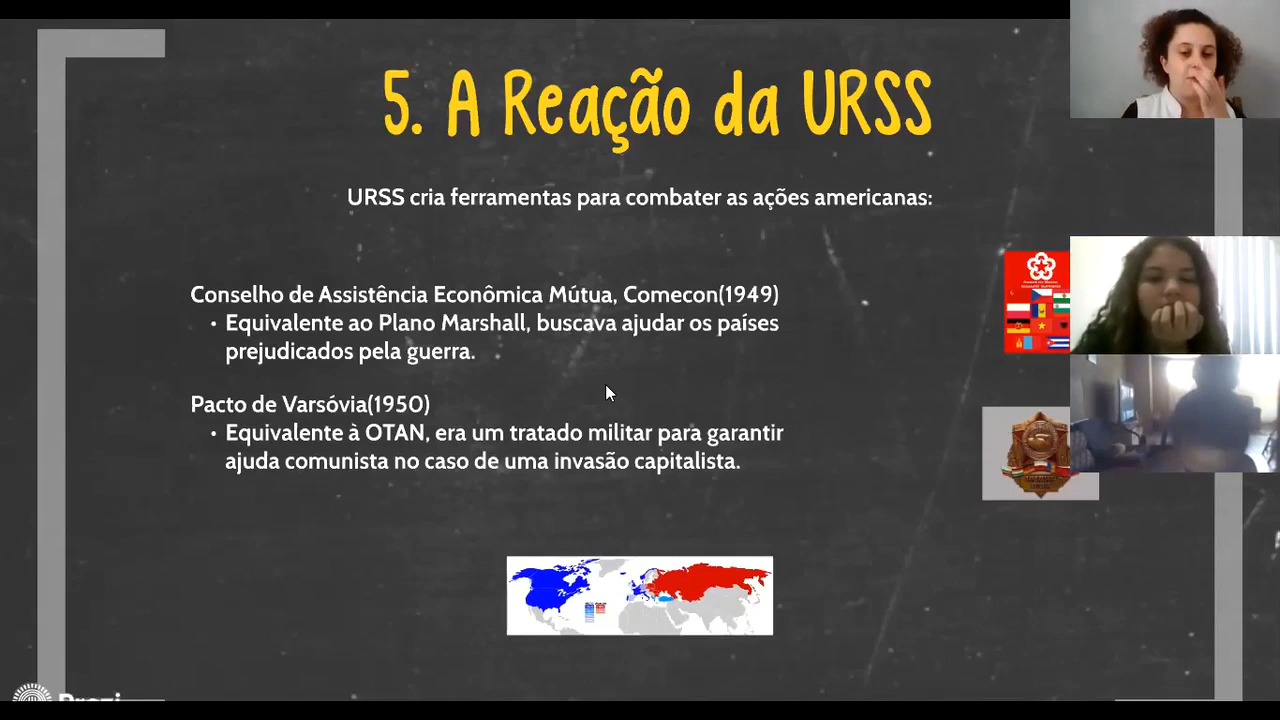 5. A Reação da URSS
URSS cria ferramentas para combater as ações americanas:
Conselho de Assistência Econômica Mútua, Comecon(1949)
• Equivalente ao Plano Marshall, buscava ajudar os países
prejudicados pela guerra.
Pacto de Varsóvia(1950)
• Equivalente à OTAN, era um tratado militar para garantir
ajuda comunista no caso de uma invasão capitalista.
Prezi